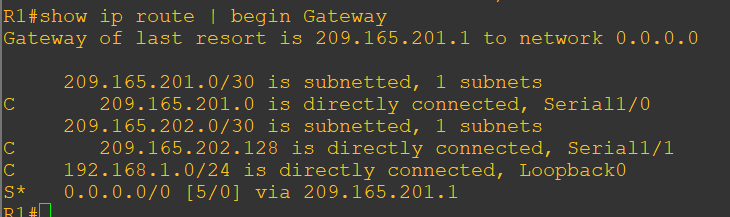 R1#show ip route | begin Gateway
Gateway of last resort is 209.165.201.1 to network 0.0.0.0

     209.165.201.0/30 is subnetted, 1 subnets
C       209.165.201.0 is directly connected, Serial1/0
     209.165.202.0/30 is subnetted, 1 subnets
C       209.165.202.128 is directly connected, Serial1/1
C    192.168.1.0/24 is directly connected, Loopback0
S*   0.0.0.0/0 [5/0] via 209.165.201.1
R1#